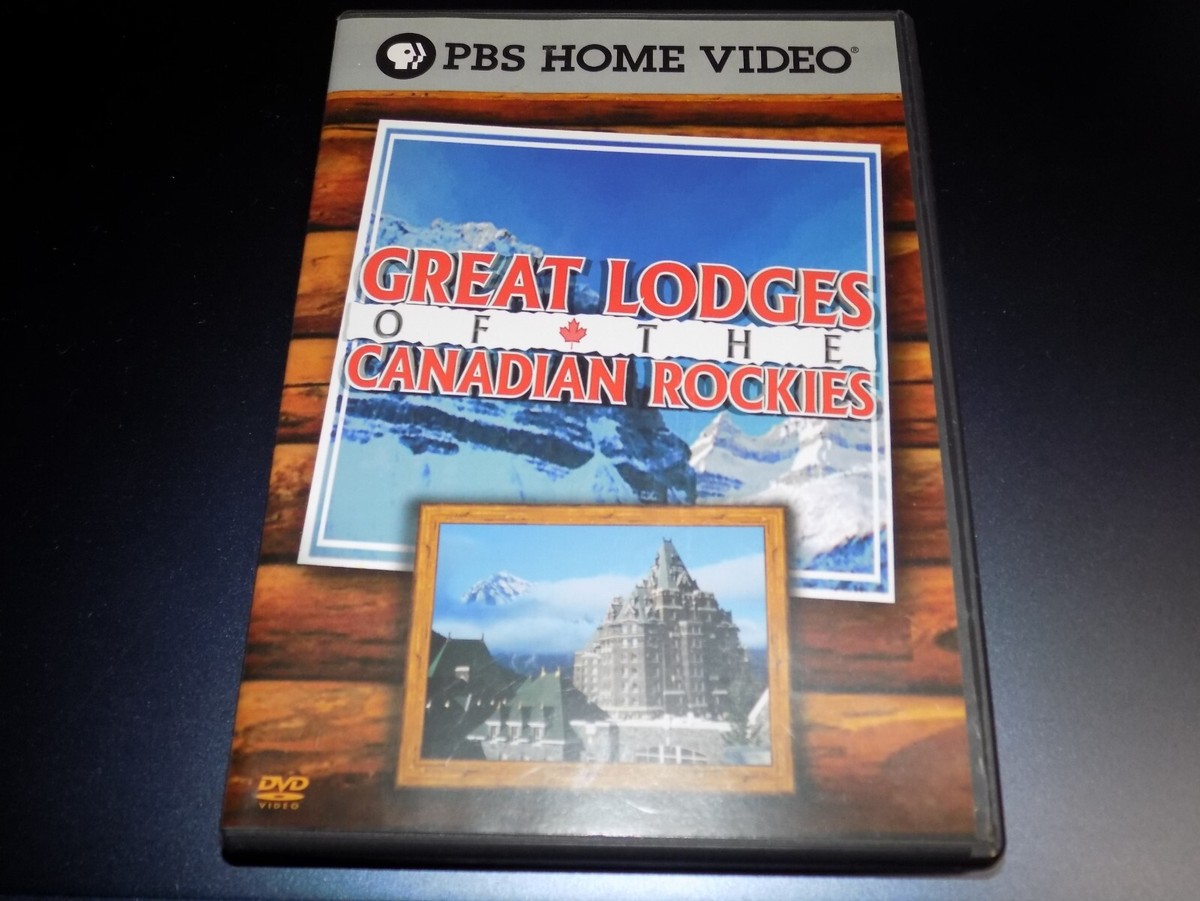 PBS HOME VIDEO®
GREAT LODGES
OF THE
CANADIAN ROCKIES
DVD
VIDEO